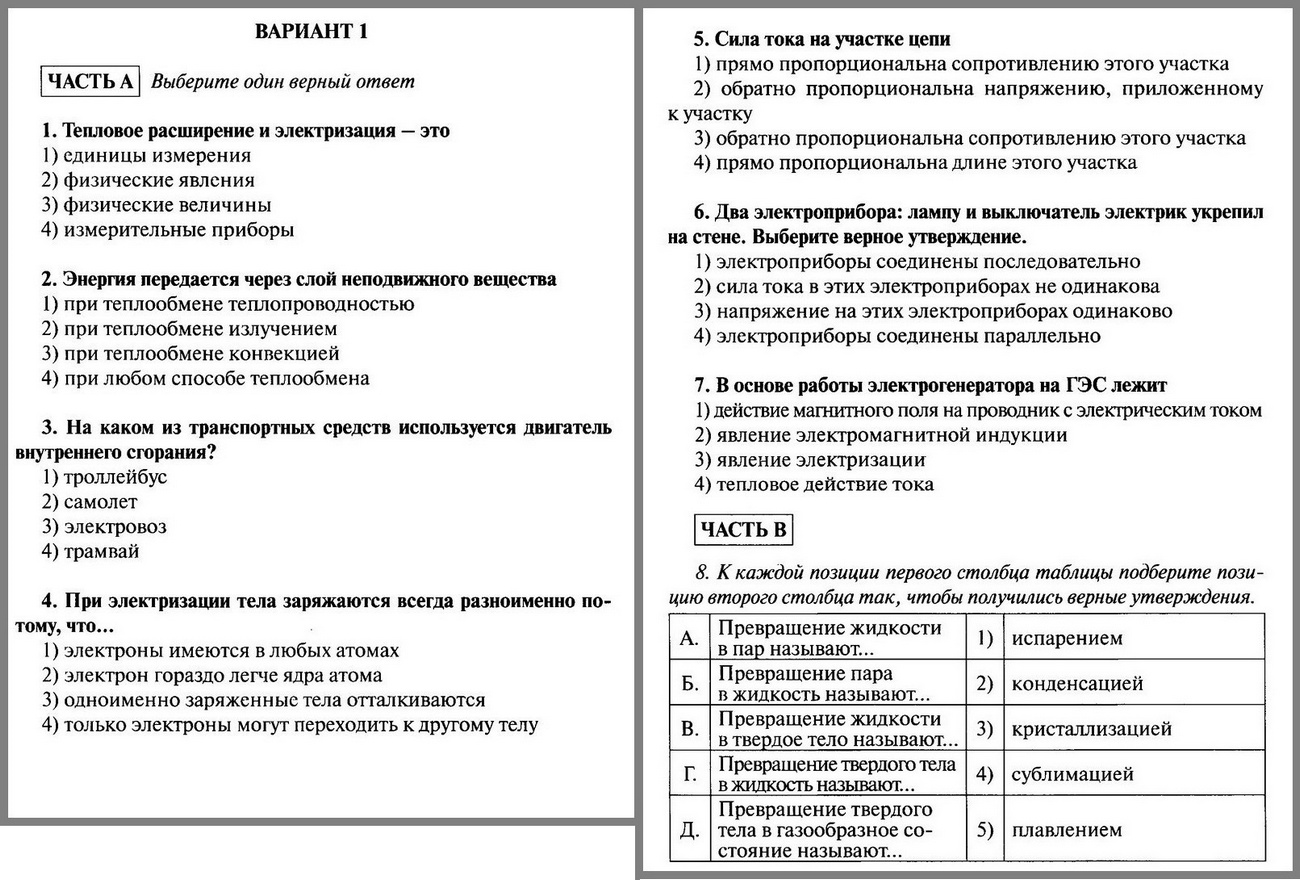 ВАРИАНТ 1
ЧАСТЬ А Выберите один верный ответ
1. Тепловое расширение и электризация — это
1) единицы измерения
2) физические явления
3) физические величины
4) измерительные приборы
2. Энергия передается через слой неподвижного вещества
1) при теплообмене теплопроводностью
2) при теплообмене излучением
3) при теплообмене конвекцией
4) при любом способе теплообмена
3. На каком из транспортных средств используется двигатель
внутреннего сгорания?
1) троллейбус
2) самолет
3) электровоз
4) трамвай
4. При электризации тела заряжаются всегда разноименно по-
тому, что...
1) электроны имеются в любых атомах
2) электрон гораздо легче ядра атома
3) одноименно заряженные тела отталкиваются
4) только электроны могут переходить к другому телу
5. Сила тока на участке цепи
1) прямо пропорциональна сопротивлению этого участка
2) обратно пропорциональна напряжению, приложенному
к участку
3) обратно пропорциональна сопротивлению этого участка
4) прямо пропорциональна длине этого участка
6. Два электроприбора: лампу и выключатель электрик укрепил
на стене. Выберите верное утверждение.
1) электроприборы соединены последовательно
2) сила тока в этих электроприборах не одинакова
3) напряжение на этих электроприборах одинаково
4) электроприборы соединены параллельно
7. В основе работы электрогенератора на ГЭС лежит
1) действие магнитного поля на проводник с электрическим током
2) явление электромагнитной индукции
3) явление электризации
4) тепловое действие тока
ЧАСТЬ В
8. К каждой позиции первого столбца таблицы подберите пози-
цию второго столбца так, чтобы получились верные утверждения.
А. Превращение жидкости 1) испарением
в пар называют...
Б. Превращение пара 2) конденсацией
в жидкость называют...
В. Превращение жидкости 3) кристаллизацией
в твердое тело называют...
Г. Превращение твердого тела 4) сублимацией
в жидкость называют...
Д. Превращение твердого
тела в газообразное со- 5) плавлением
стояние называют...